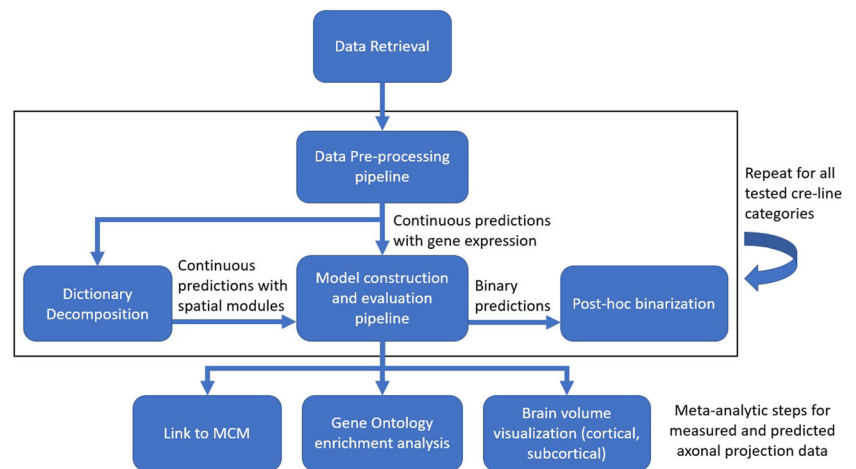 Data Retrieval
Data Pre-processing
pipeline
Repeat for all
tested cre-line
categories
Continuous predictions
with gene expression
Continuous
predictions with
spatial modules
Dictionary
Decomposition
Model construction
and evaluation
pipeline
Binary
predictions
Post-hoc binarization
Link to MCM
Gene Ontology
enrichment analysis
Brain volume
visualization (cortical,
subcortical)
Meta-analytic steps for
measured and predicted
axonal projection data